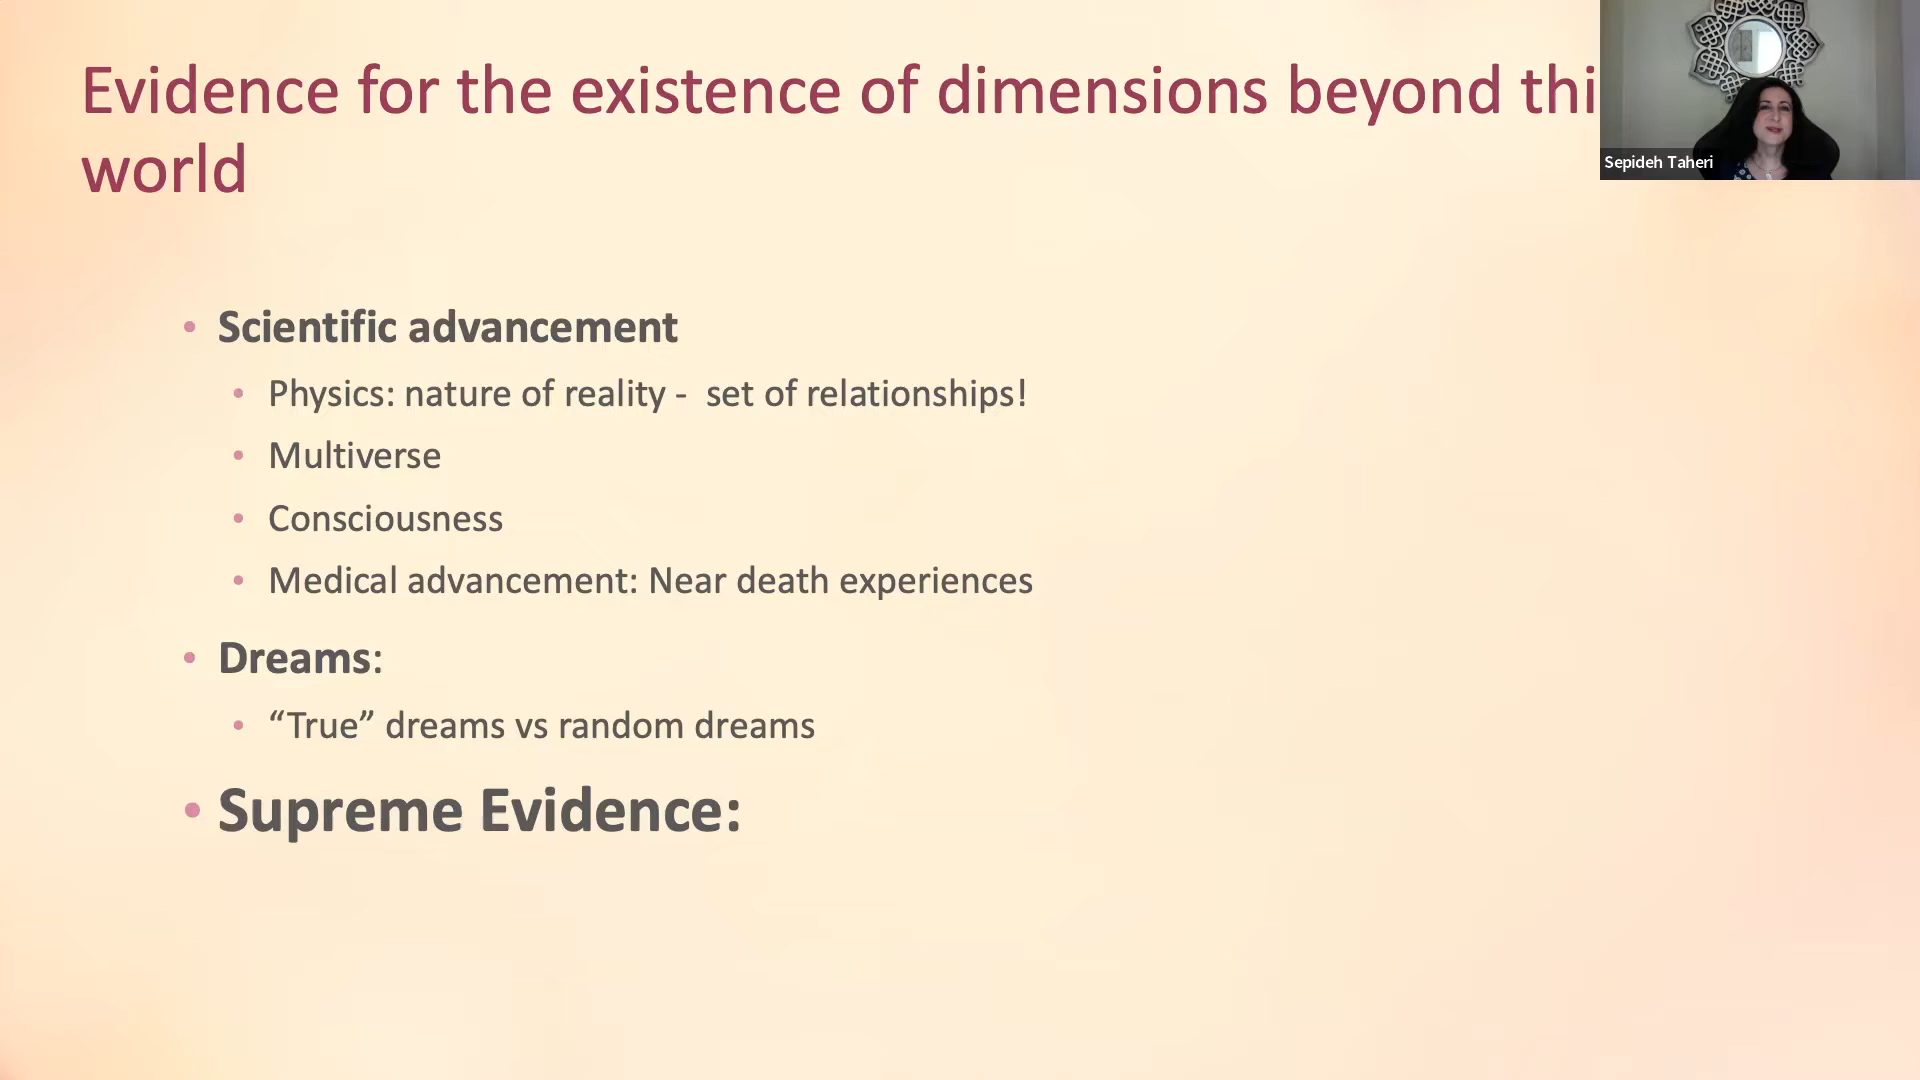 Evidence for the existence of dimensions beyond thi
world
Sepideh Taheri
• Scientific advancement
• Physics: nature of reality -  set of relationships!
• Multiverse
• Consciousness
• Medical advancement: Near death experiences
• Dreams:
• “True” dreams vs random dreams
• Supreme Evidence: